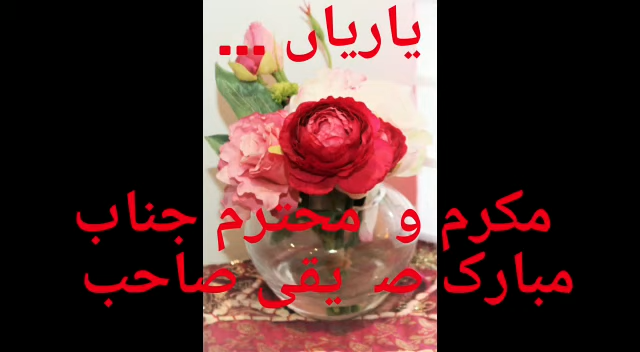 یاریاں ...
مکرم و محترم جناب
مبارک صاحب